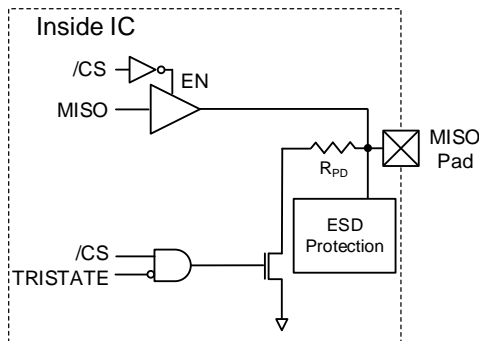 Inside IC
/CS
EN
MISO
MISO
Pad
RPD
ESD
Protection
/CS
TRISTATE